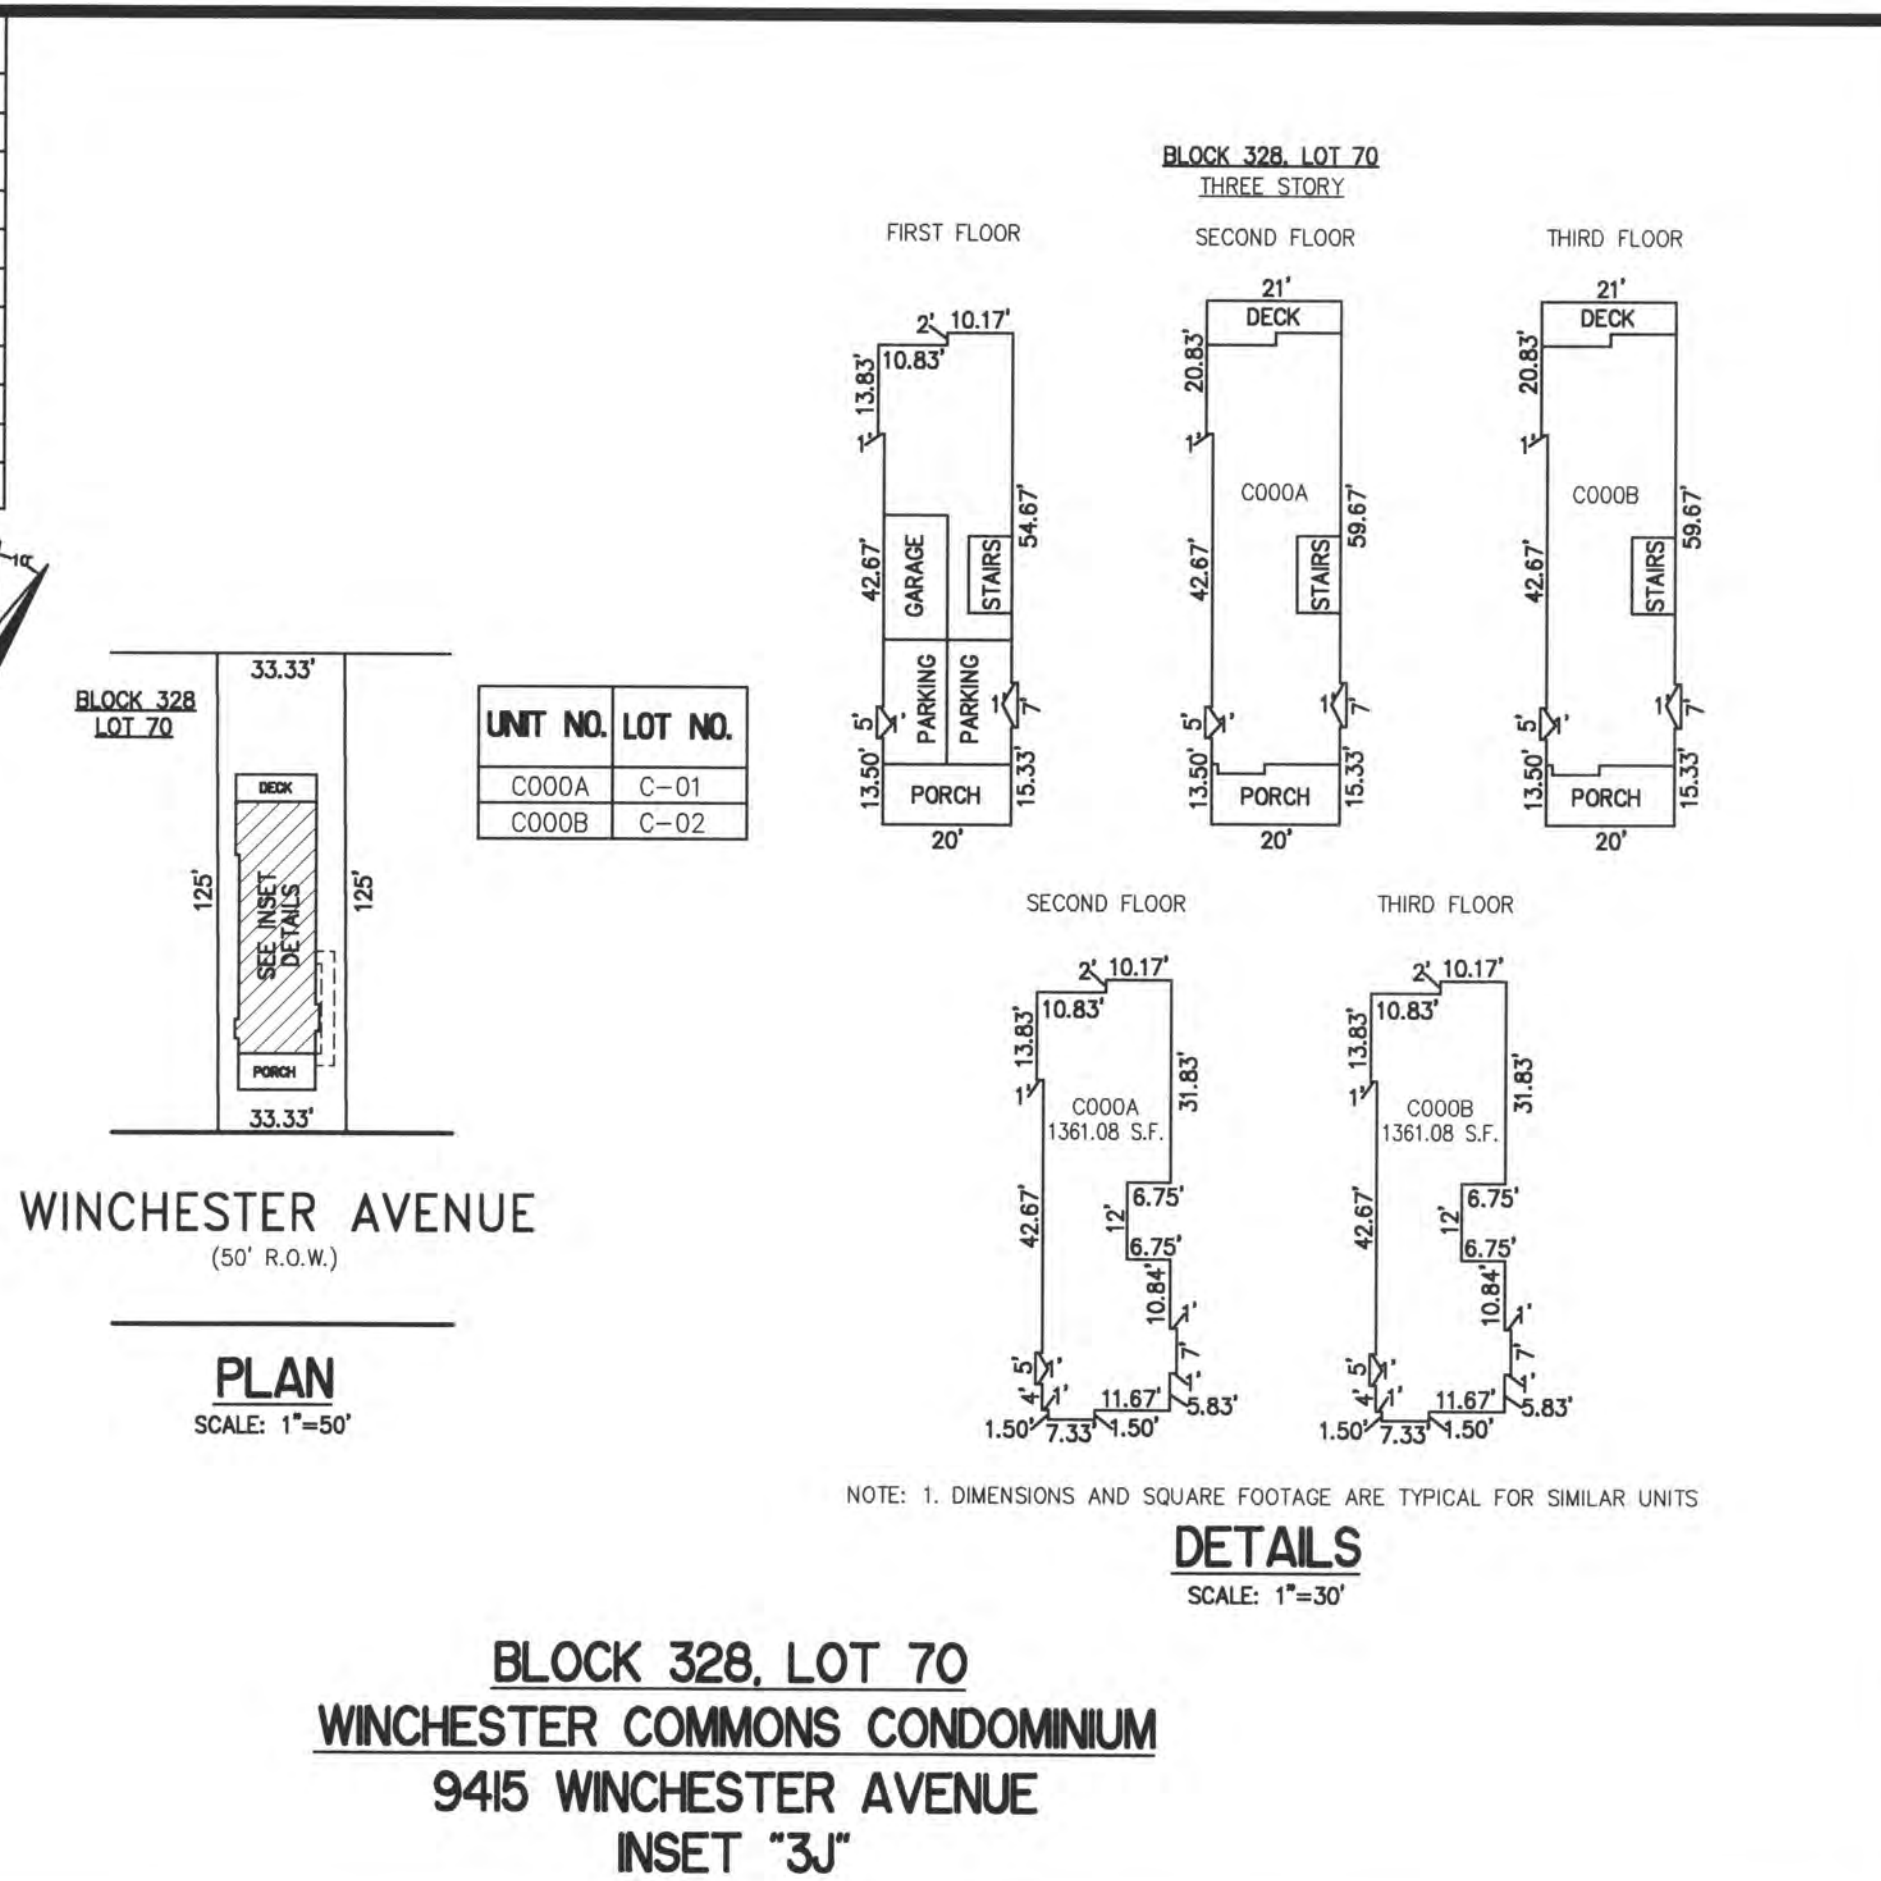 BLOCK 328, LOT 70
THREE STORY
FIRST FLOOR
2' 10.17'
10.83'
13.83'
1'
42.67'
54.67'
GARAGE
STAIRS
PARKING
PARKING
1'
7'
5'
1'
13.50'
15.33'
PORCH
20'
SECOND FLOOR
21'
DECK
20.83'
1'
C000A
42.67'
59.67'
STAIRS
1'
7'
5'
1'
13.50'
15.33'
PORCH
20'
THIRD FLOOR
21'
DECK
20.83'
1'
C000B
42.67'
59.67'
STAIRS
1'
7'
5'
1'
13.50'
15.33'
PORCH
20'
10'
33.33'
BLOCK 328
LOT 70
DECK
125'
125'
SEE INSET
DETAILS
PORCH
33.33'
UNIT NO. LOT NO.
C000A C-01
C000B C-02
WINCHESTER AVENUE
(50' R.O.W.)
PLAN
SCALE: 1"=50'
SECOND FLOOR
2' 10.17'
10.83'
13.83'
1'
31.83'
C000A
1361.08 S.F.
42.67'
6.75'
12'
6.75'
10.84'
1'
7'
1'
5'
1'
4'
1'
11.67'
5.83'
1.50' 7.33' 1.50'
THIRD FLOOR
2' 10.17'
10.83'
13.83'
1'
31.83'
C000B
1361.08 S.F.
42.67'
6.75'
12'
6.75'
10.84'
1'
7'
1'
5'
1'
4'
1'
11.67'
5.83'
1.50' 7.33' 1.50'
NOTE: 1. DIMENSIONS AND SQUARE FOOTAGE ARE TYPICAL FOR SIMILAR UNITS
DETAILS
SCALE: 1"=30'
BLOCK 328, LOT 70
WINCHESTER COMMONS CONDOMINIUM
9415 WINCHESTER AVENUE
INSET "3J"